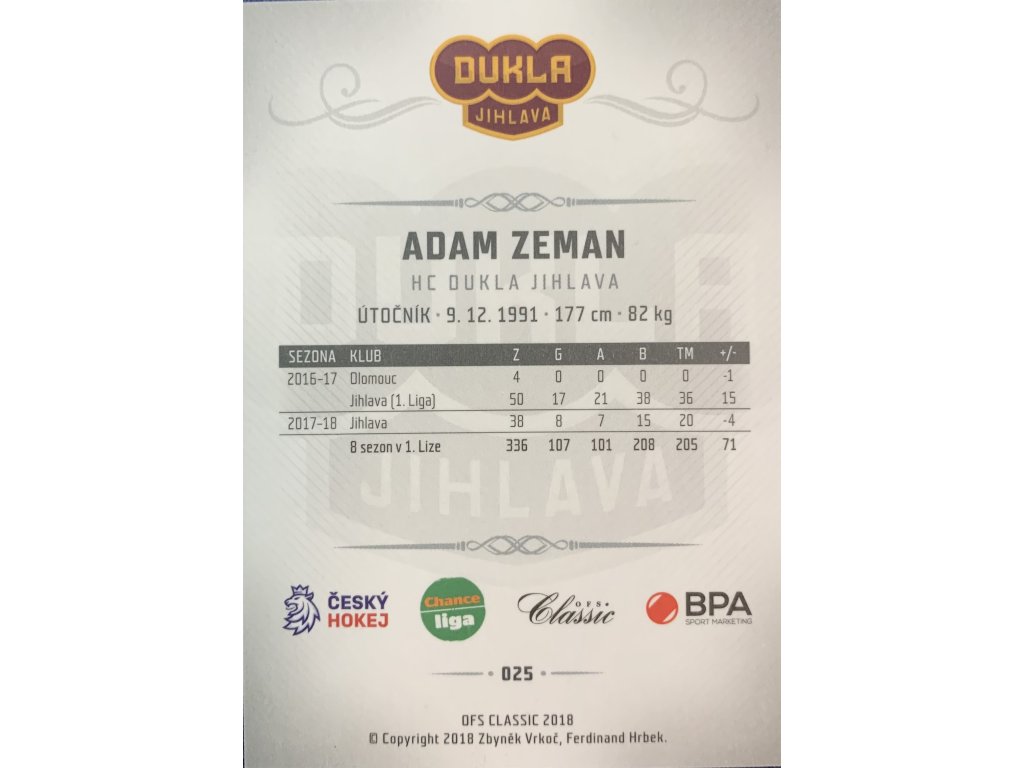 DUKLA
JIHLAVA
ADAM ZEMAN
HC DUKLA JIHLAVA
ÚTOČNÍK · 9. 12. 1991 · 177 cm · 82 kg
SEZONA KLUB Z G A B TM +/-
2016-17 Olomouc 4 0 0 0 0 -1
Jihlava (1. Liga) 50 17 21 38 36 15
2017-18 Jihlava 38 8 7 15 20 -4
8 sezon v 1. Lize 336 107 101 208 205 71
DUKLA
JIHLAVA
ČESKÝ HOKEJ
Chance liga
OFS Classic
BPA
SPORT MARKETING
025
OFS CLASSIC 2018
© Copyright 2018 Zbyněk Vrkoč, Ferdinand Hrbek.